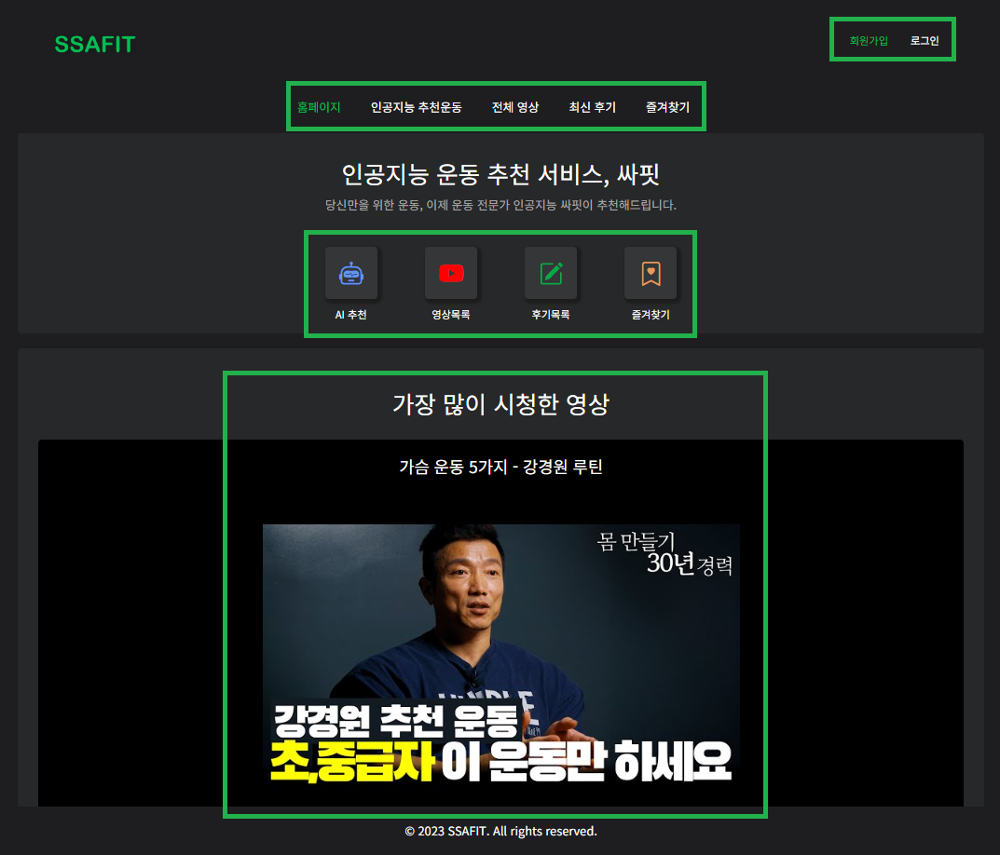 SSAFIT
회원가입 로그인
홈페이지 인공지능 추천운동 전체 영상 최신 후기 즐겨찾기
인공지능 운동 추천 서비스, 싸핏
당신만을 위한 운동, 이제 운동 전문가 인공지능 싸핏이 추천해드립니다.
AI 추천 영상목록 후기목록 즐겨찾기
가장 많이 시청한 영상
가슴 운동 5가지 - 강경원 루틴
몸 만들기
30년 경력
강경원 추천 운동
초,중급자 이 운동만 하세요
© 2023 SSAFIT. All rights reserved.